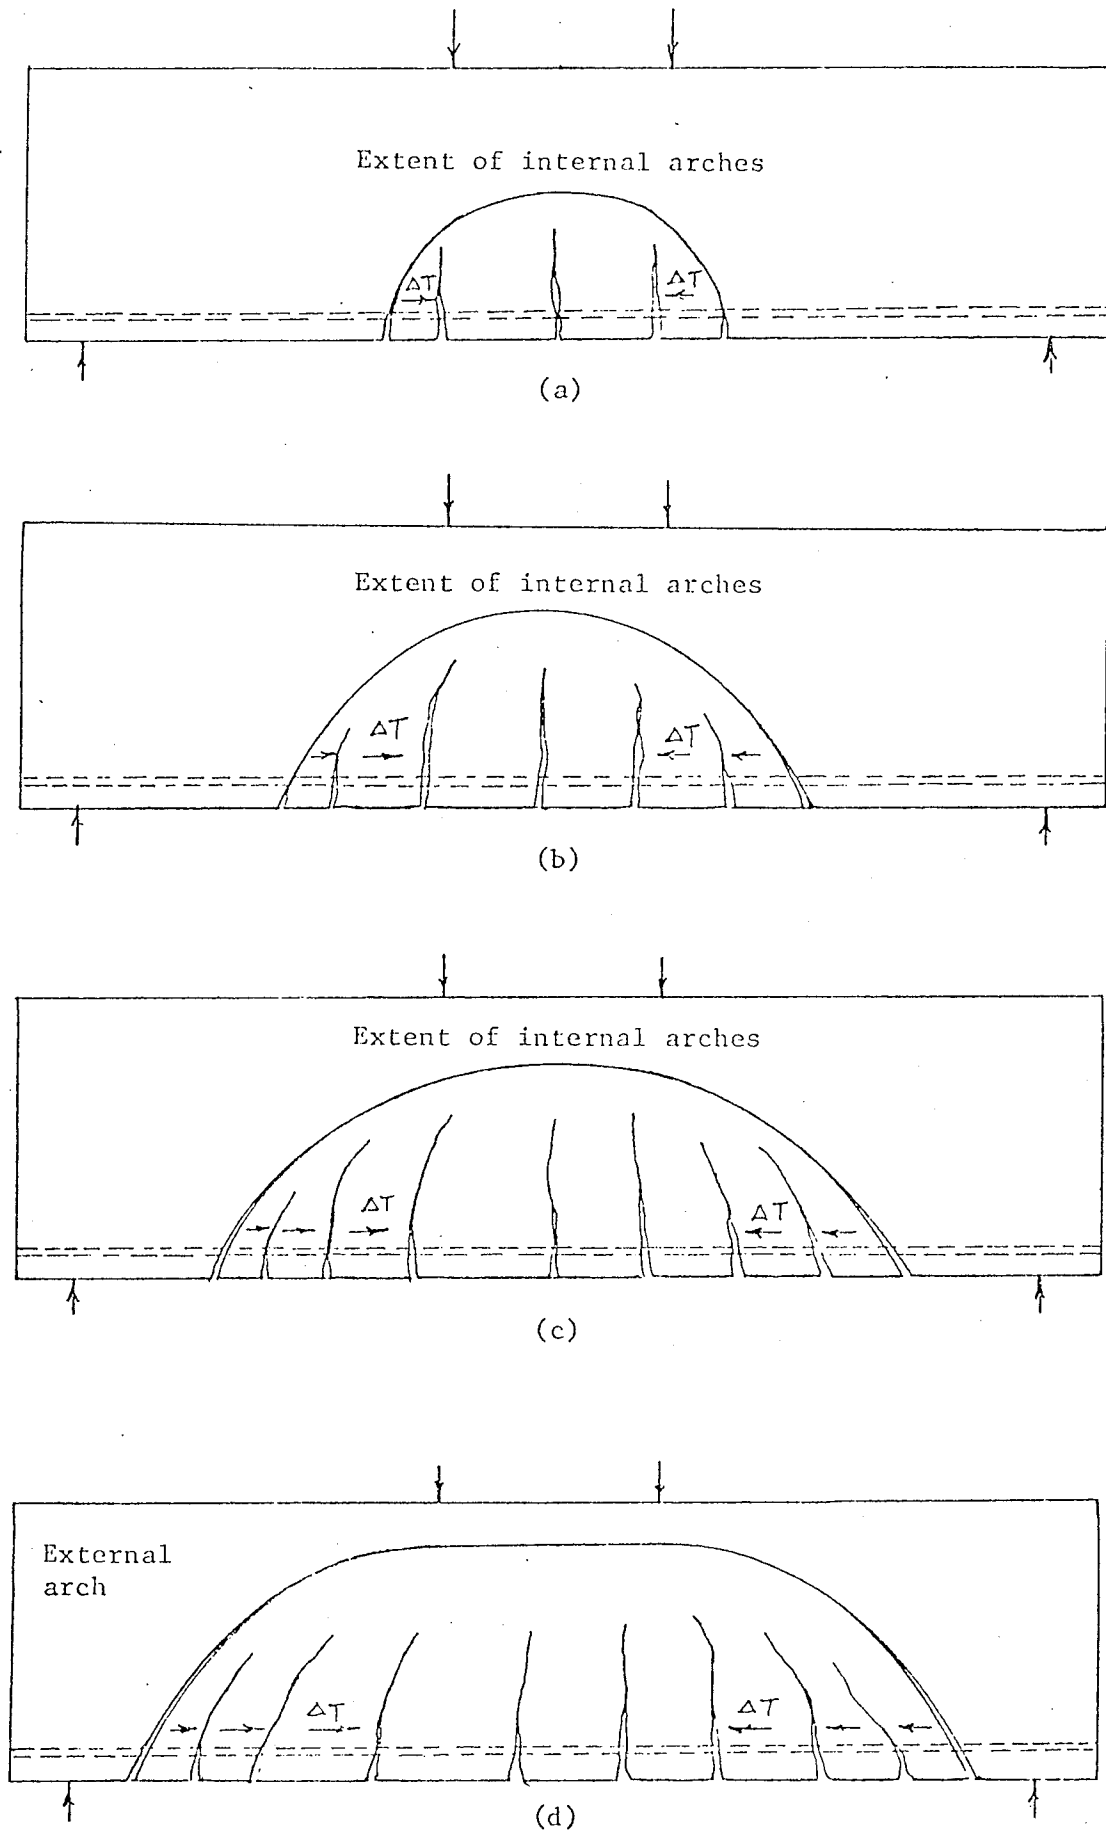 Extent of internal arches
ΔT ΔT
(a)
Extent of internal arches
ΔT ΔT
(b)
Extent of internal arches
ΔT ΔT
(c)
External
arch
ΔT ΔT
(d)